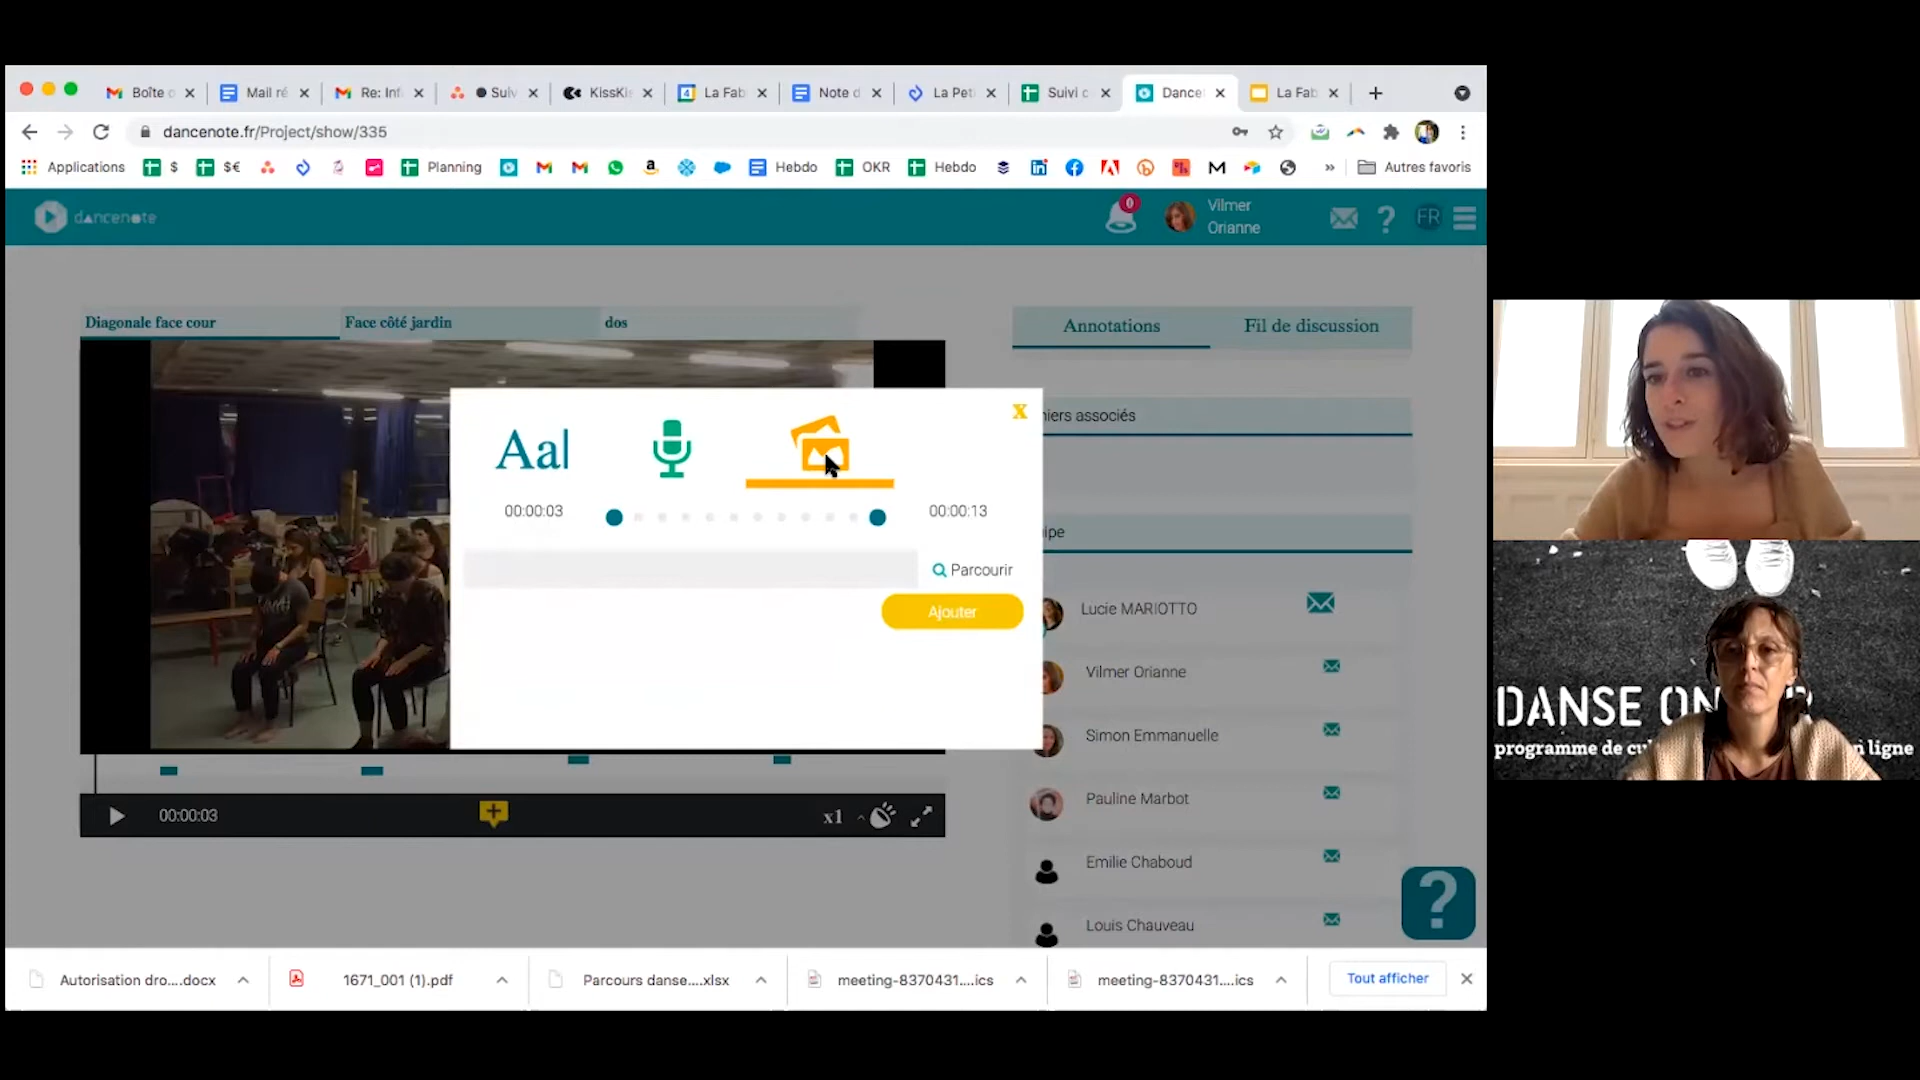 Boîte
Mail ré
Re: Inf
Suiv
KissKi
La Fab
Note d
La Peti
Suivi c
Dance
La Fab
dancenote.fr/Project/show/335
Applications
$
$€
Planning
Hebdo
OKR
Hebdo
Autres favoris
dancenote
0
Vilmer
Orianne
?
FR
Diagonale face cour
Face côté jardin
dos
Annotations
Fil de discussion
X
Aa
hiers associés
00:00:03
00:00:13
ipe
Parcourir
Ajouter
Lucie MARIOTTO
Vilmer Orianne
Simon Emmanuelle
Pauline Marbot
Emilie Chaboud
Louis Chauveau
00:00:03
x1
?
DANSE ON
programme de cu
n ligne
Autorisation dro....docx
1671_001 (1).pdf
Parcours danse....xlsx
meeting-8370431....ics
meeting-8370431....ics
Tout afficher